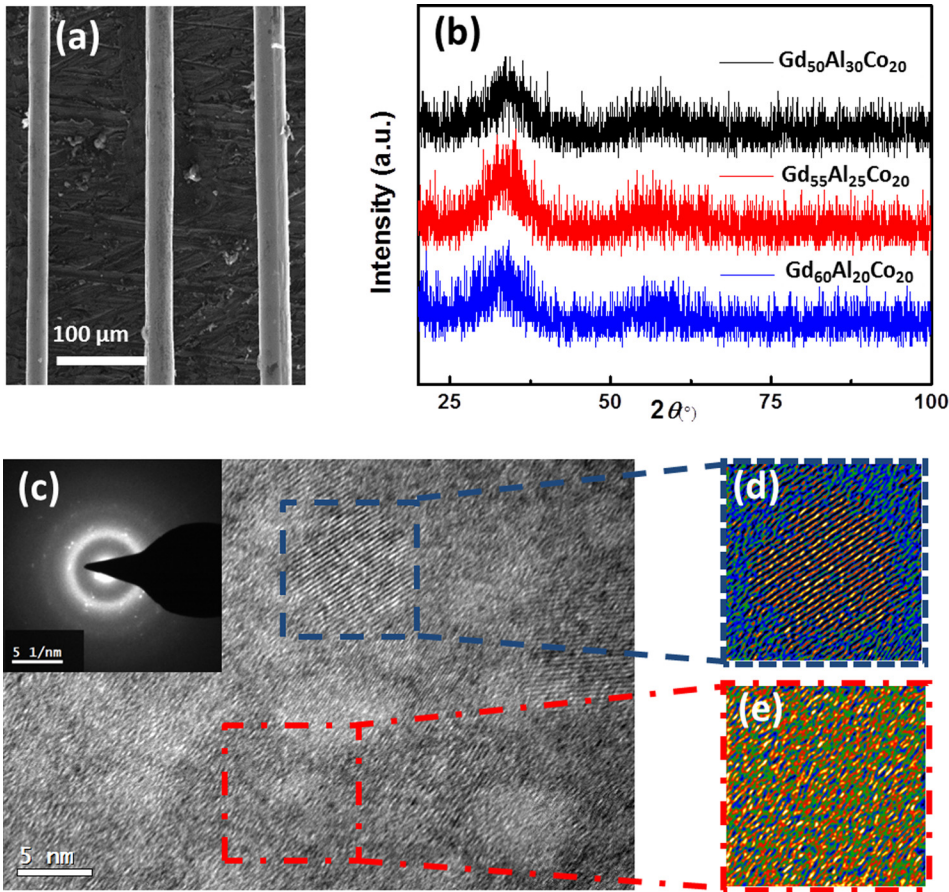 (a)
100 μm
(b)
Intensity (a.u.)
Gd₅₀Al₃₀Co₂₀
Gd₅₅Al₂₅Co₂₀
Gd₆₀Al₂₀Co₂₀
25 50 75 100
2θ(°)
(c)
5 1/nm
5 nm
(d)
(e)